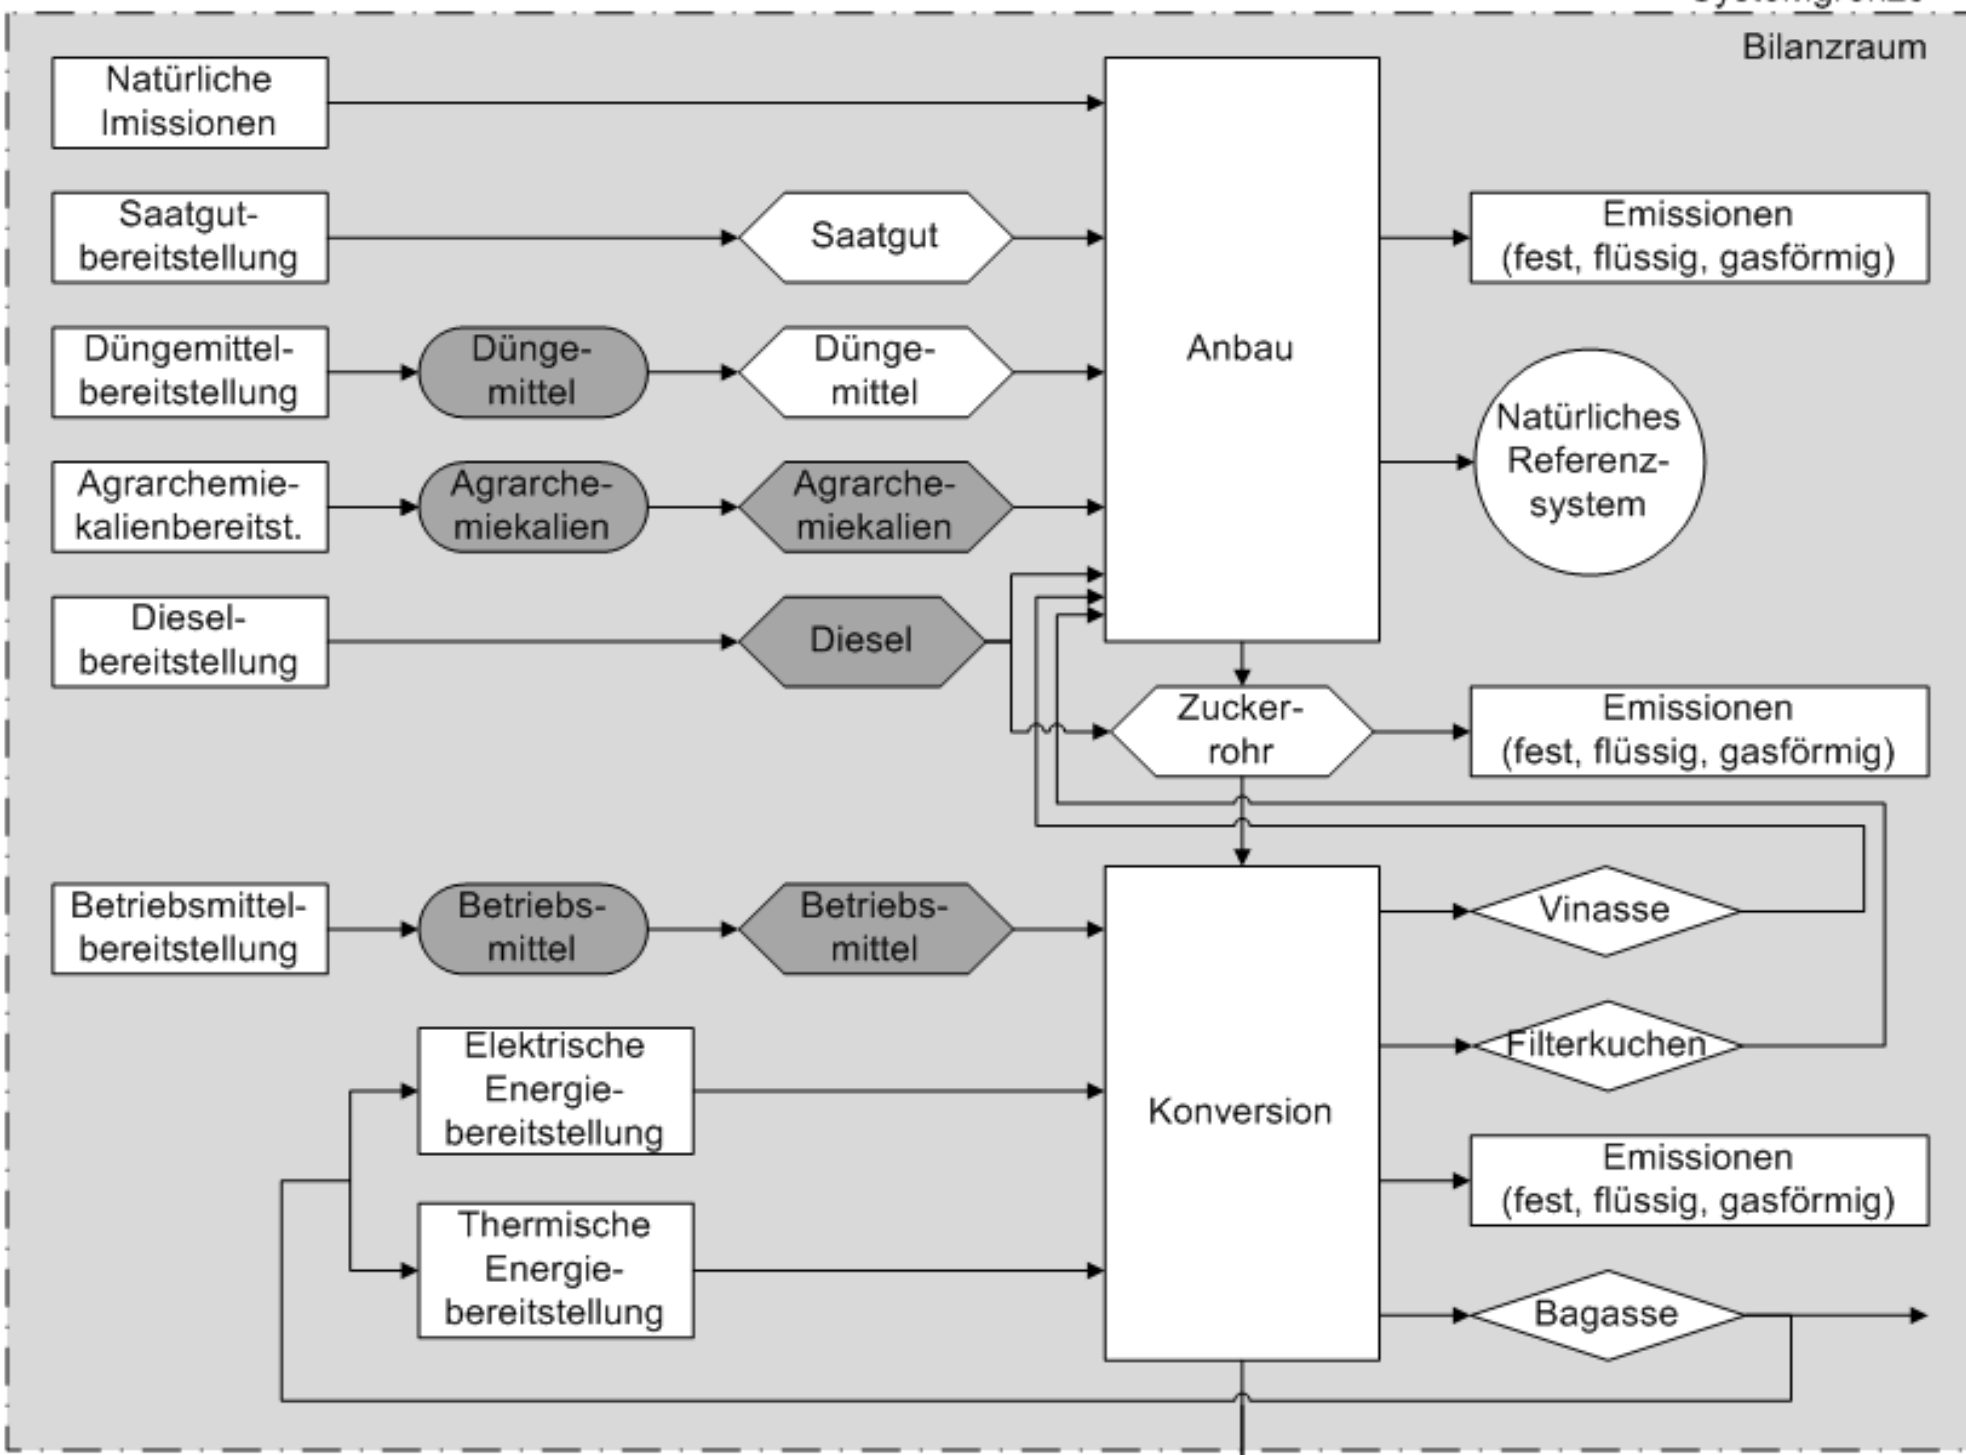 Bilanzraum
Natürliche
Imissionen
Saatgut-
bereitstellung
Saatgut
Emissionen
(fest, flüssig, gasförmig)
Anbau
Düngemittel-
bereitstellung
Dünge-
mittel
Dünge-
mittel
Natürliches
Referenz-
system
Agrarchemie-
kalienbereitst.
Agrarche-
miekalien
Agrarche-
miekalien
Diesel-
bereitstellung
Diesel
Zucker-
rohr
Emissionen
(fest, flüssig, gasförmig)
Betriebsmittel-
bereitstellung
Betriebs-
mittel
Betriebs-
mittel
Vinasse
Elektrische
Energie-
bereitstellung
Filterkuchen
Konversion
Emissionen
(fest, flüssig, gasförmig)
Thermische
Energie-
bereitstellung
Bagasse